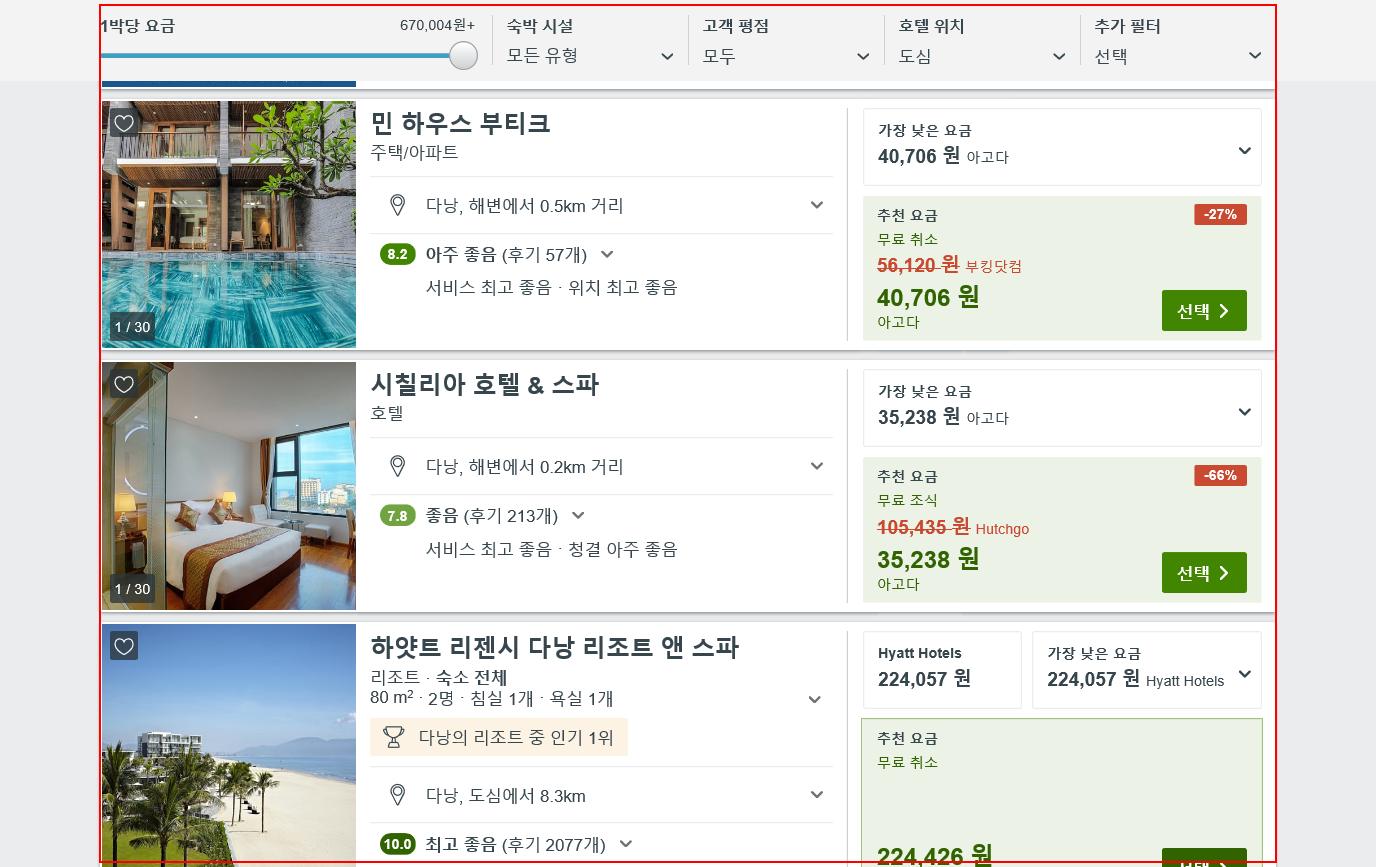 1박당 요금
670,004원+
숙박 시설
모든 유형
고객 평점
모두
호텔 위치
도심
추가 필터
선택
민 하우스 부티크
주택/아파트
다낭, 해변에서 0.5km 거리
8.2 아주 좋음 (후기 57개)
서비스 최고 좋음 · 위치 최고 좋음
1 / 30
가장 낮은 요금
40,706 원 아고다
추천 요금
-27%
무료 취소
56,120 원 부킹닷컴
40,706 원
아고다
선택
시칠리아 호텔 & 스파
호텔
다낭, 해변에서 0.2km 거리
7.8 좋음 (후기 213개)
서비스 최고 좋음 · 청결 아주 좋음
1 / 30
가장 낮은 요금
35,238 원 아고다
추천 요금
-66%
무료 조식
105,435 원 Hutchgo
35,238 원
아고다
선택
하얏트 리젠시 다낭 리조트 앤 스파
리조트 · 숙소 전체
80 m² · 2명 · 침실 1개 · 욕실 1개
다낭의 리조트 중 인기 1위
다낭, 도심에서 8.3km
10.0 최고 좋음 (후기 2077개)
Hyatt Hotels
224,057 원
가장 낮은 요금
224,057 원 Hyatt Hotels
추천 요금
무료 취소
224,426 원
선택